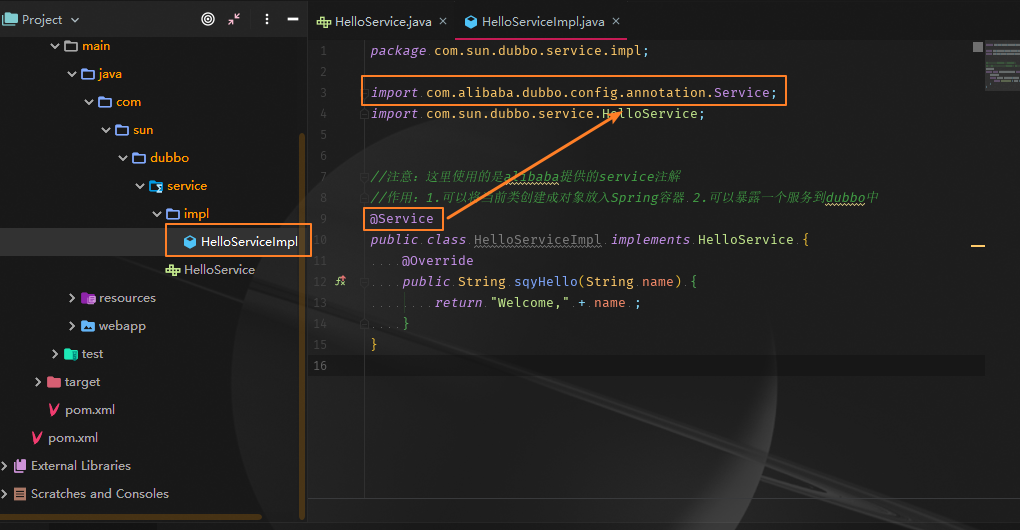 Project
main
java
com
sun
dubbo
service
impl
HelloServiceImpl
HelloService
resources
webapp
test
target
pom.xml
pom.xml
External Libraries
Scratches and Consoles
HelloService.java
HelloServiceImpl.java
1 package com.sun.dubbo.service.impl;
2
3 import com.alibaba.dubbo.config.annotation.Service;
4 import com.sun.dubbo.service.HelloService;
5
6
7 //注意：这里使用的是alibaba提供的service注解
8 //作用：1.可以将当前类创建成对象放入Spring容器 2.可以暴露一个服务到dubbo中
9 @Service
10 public class HelloServiceImpl implements HelloService {
11 @Override
12 public String sqyHello(String name) {
13 return "Welcome," + name ;
14 }
15 }
16